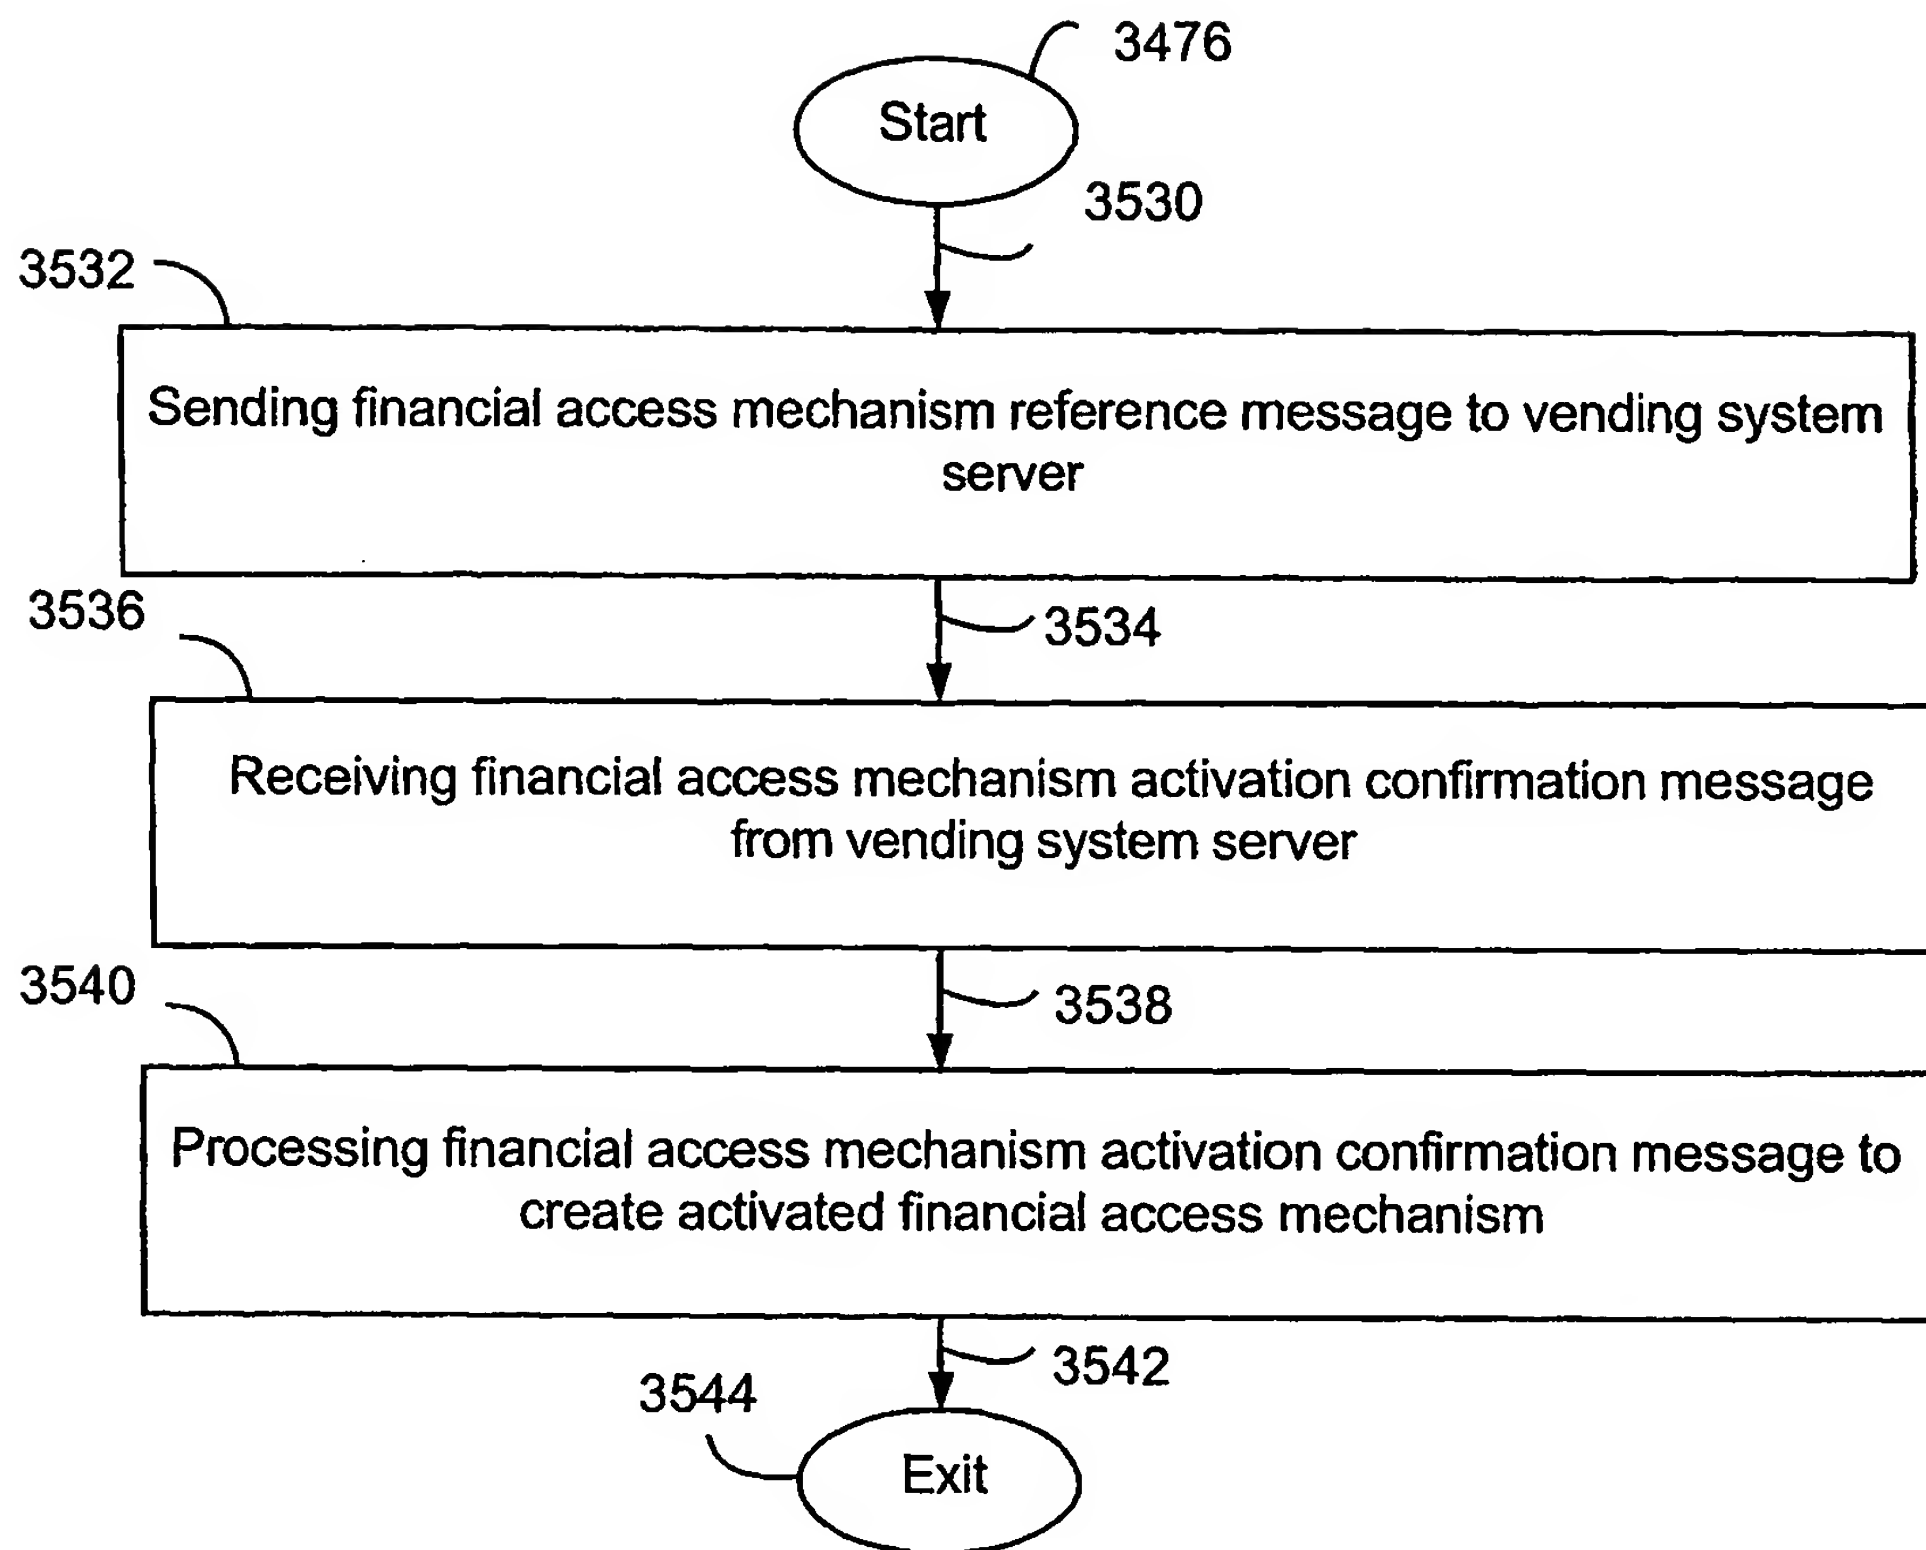 3476
Start
3530
3532
Sending financial access mechanism reference message to vending system
server
3534
3536
Receiving financial access mechanism activation confirmation message
from vending system server
3538
3540
Processing financial access mechanism activation confirmation message to
create activated financial access mechanism
3542
3544
Exit